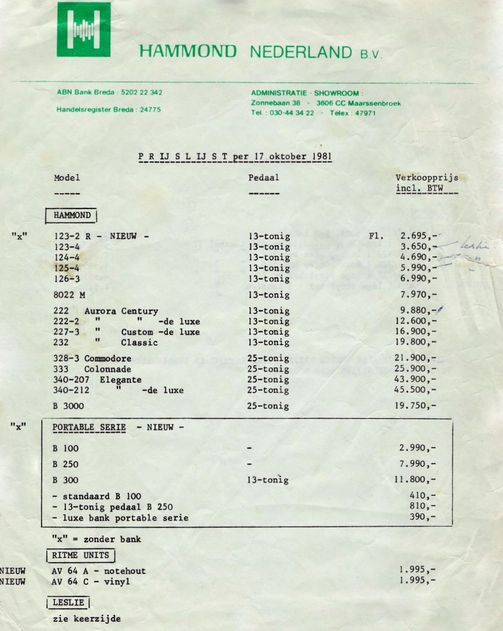 HAMMOND NEDERLAND B.V.
ABN Bank Breda : 5202 22 342
Handelsregister Breda : 24775
ADMINISTRATIE - SHOWROOM :
Zonnebaan 38 - 3606 CC Maarssenbroek
Tel. : 030-44 34 22 - Telex : 47971
P R IJ S L IJ S T per 17 oktober 1981
Model Pedaal Verkoopprijs
incl. BTW
HAMMOND
"x" 123-2 R - NIEUW - 13-tonig Fl. 2.695,-
123-4 13-tonig 3.650,-
124-4 13-tonig 4.690,-
125-4 13-tonig 5.990,-
126-3 13-tonig 6.990,-
8022 M 13-tonig 7.970,-
222 Aurora Century 13-tonig 9.880,-
222-2 " " -de luxe 13-tonig 12.600,-
227-3 " Custom -de luxe 13-tonig 16.900,-
232 " Classic 13-tonig 19.800,-
328-3 Commodore 25-tonig 21.900,-
333 Colonnade 25-tonig 25.900,-
340-207 Elegante 25-tonig 43.900,-
340-212 " -de luxe 25-tonig 45.500,-
B 3000 25-tonig 19.750,-
"x" PORTABLE SERIE - NIEUW -
B 100 - 2.990,-
B 250 - 7.990,-
B 300 13-tonig 11.800,-
- standaard B 100 410,-
- 13-tonig pedaal B 250 810,-
- luxe bank portable serie 390,-
"x" = zonder bank
RITME UNITS
NIEUW AV 64 A - notehout 1.995,-
NIEUW AV 64 C - vinyl 1.995,-
LESLIE
zie keerzijde